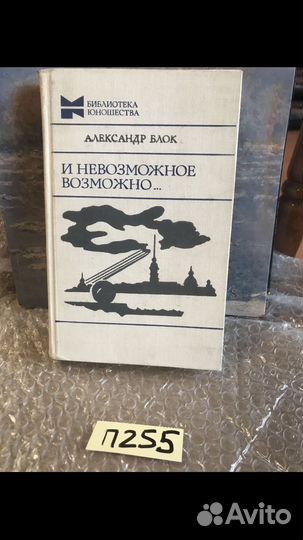 БИБЛИОТЕКА
ЮНОШЕСТВА
АЛЕКСАНДР БЛОК
И НЕВОЗМОЖНОЕ
ВОЗМОЖНО...
П255
Avito